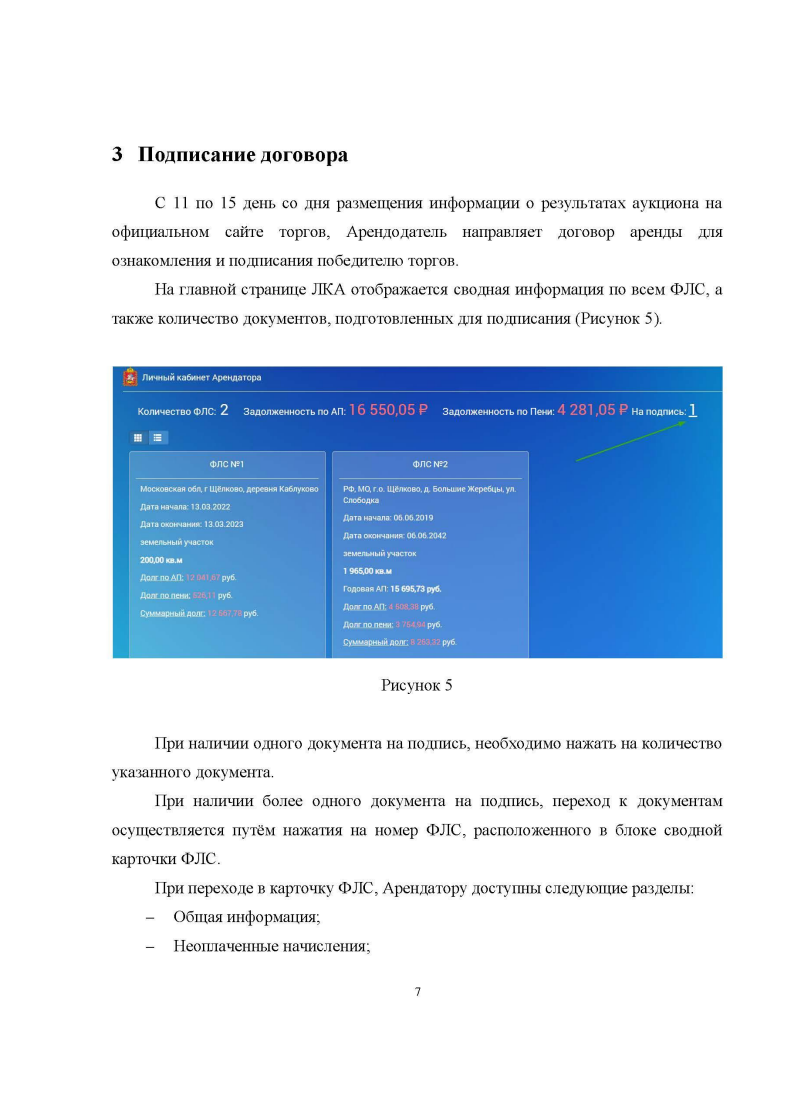 3 Подписание договора
С 11 по 15 день со дня размещения информации о результатах аукциона на
официальном сайте торгов, Арендодатель направляет договор аренды для
ознакомления и подписания победителю торгов.
На главной странице ЛКА отображается сводная информация по всем ФЛС, а
также количество документов, подготовленных для подписания (Рисунок 5).
Личный кабинет Арендатора
Количество ФЛС: 2 Задолженность по АП: 16 550,05 ₽ Задолженность по Пени: 4 281,05 ₽ На подпись: 1
ФЛС №1
Московская обл, г Щёлково, деревня Каблуково
Дата начала: 13.03.2022
Дата окончания: 13.03.2023
земельный участок
200,00 кв.м
Долг по АП: 12 041,67 руб.
Долг по пени: 526,11 руб.
Суммарный долг: 12 567,78 руб.
ФЛС №2
РФ, МО, г.о. Щёлково, д. Большие Жеребцы, ул.
Слободка
Дата начала: 06.06.2019
Дата окончания: 06.06.2042
земельный участок
1 965,00 кв.м
Годовая АП: 15 695,73 руб.
Долг по АП: 4 508,38 руб.
Долг по пени: 3 754,94 руб.
Суммарный долг: 8 263,32 руб.
Рисунок 5
При наличии одного документа на подпись, необходимо нажать на количество
указанного документа.
При наличии более одного документа на подпись, переход к документам
осуществляется путём нажатия на номер ФЛС, расположенного в блоке сводной
карточки ФЛС.
При переходе в карточку ФЛС, Арендатору доступны следующие разделы:
– Общая информация;
– Неоплаченные начисления;
7